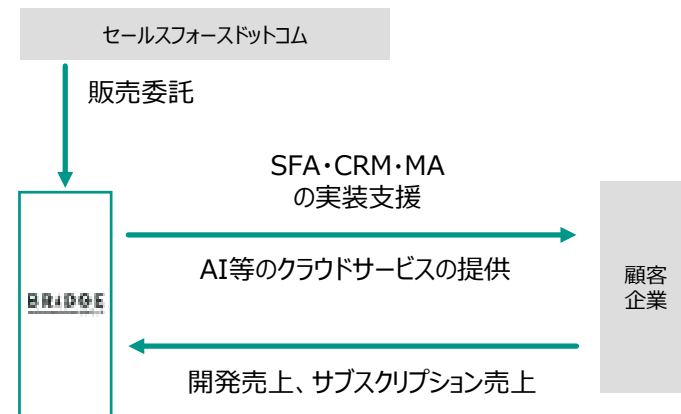 セールスフォースドットコム
販売委託
SFA・CRM・MA
の実装支援
AI等のクラウドサービスの提供
BRiDGE
顧客
企業
開発売上、サブスクリプション売上